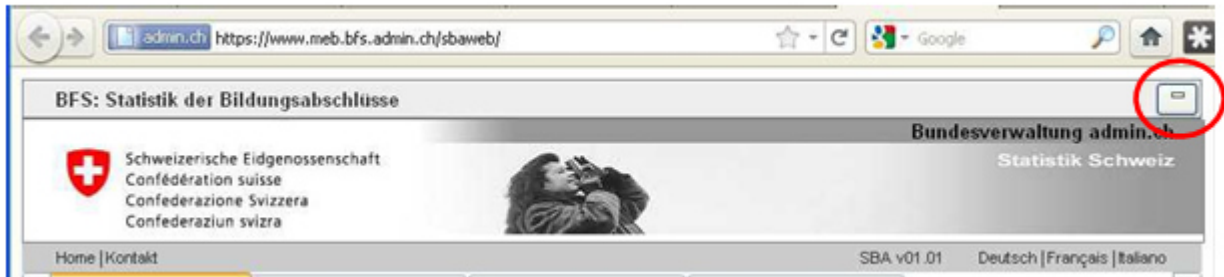 admin.ch https://www.meb.bfs.admin.ch/sbaweb/ Google
BFS: Statistik der Bildungsabschlüsse
Bundesverwaltung admin.ch
Schweizerische Eidgenossenschaft Statistik Schweiz
Confédération suisse
Confederazione Svizzera
Confederaziun svizra
Home | Kontakt SBA v01.01 Deutsch | Français | Italiano